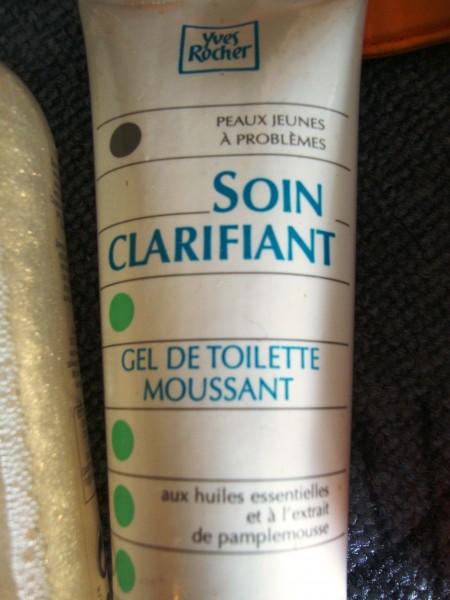 Yves
Rocher
PEAUX JEUNES
À PROBLÈMES
SOIN
CLARIFIANT
GEL DE TOILETTE
MOUSSANT
aux huiles essentielles
et à l'extrait
de pamplemousse